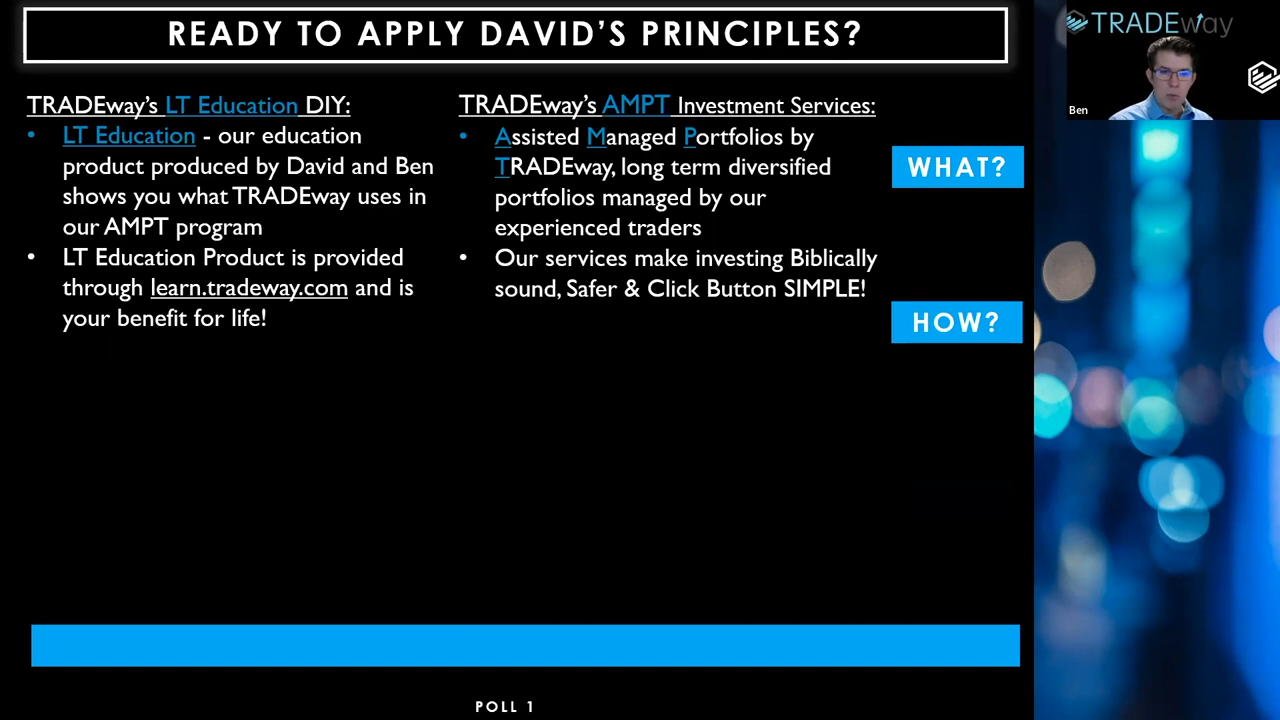 READY TO APPLY DAVID'S PRINCIPLES?
TRADEway's LT Education DIY:
• LT Education - our education
product produced by David and Ben
shows you what TRADEway uses in
our AMPT program
• LT Education Product is provided
through learn.tradeway.com and is
your benefit for life!
TRADEway's AMPT Investment Services:
• Assisted Managed Portfolios by
TRADEway, long term diversified
portfolios managed by our
experienced traders
• Our services make investing Biblically
sound, Safer & Click Button SIMPLE!
WHAT?
HOW?
TRADEway
Ben
POLL 1